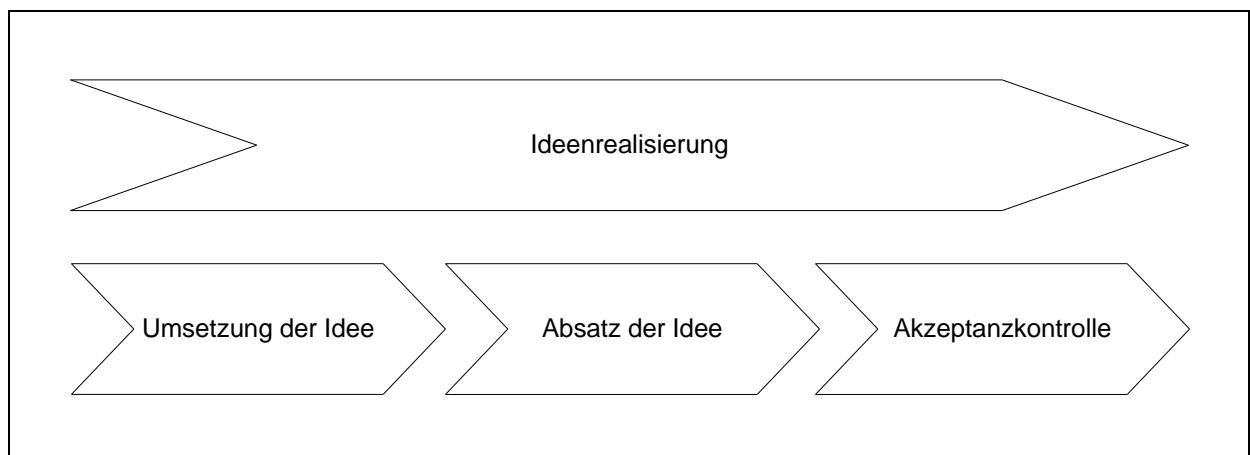 Ideenrealisierung
Umsetzung der Idee
Absatz der Idee
Akzeptanzkontrolle